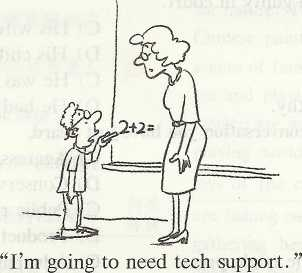 2+2=
“I’m going to need tech support.”